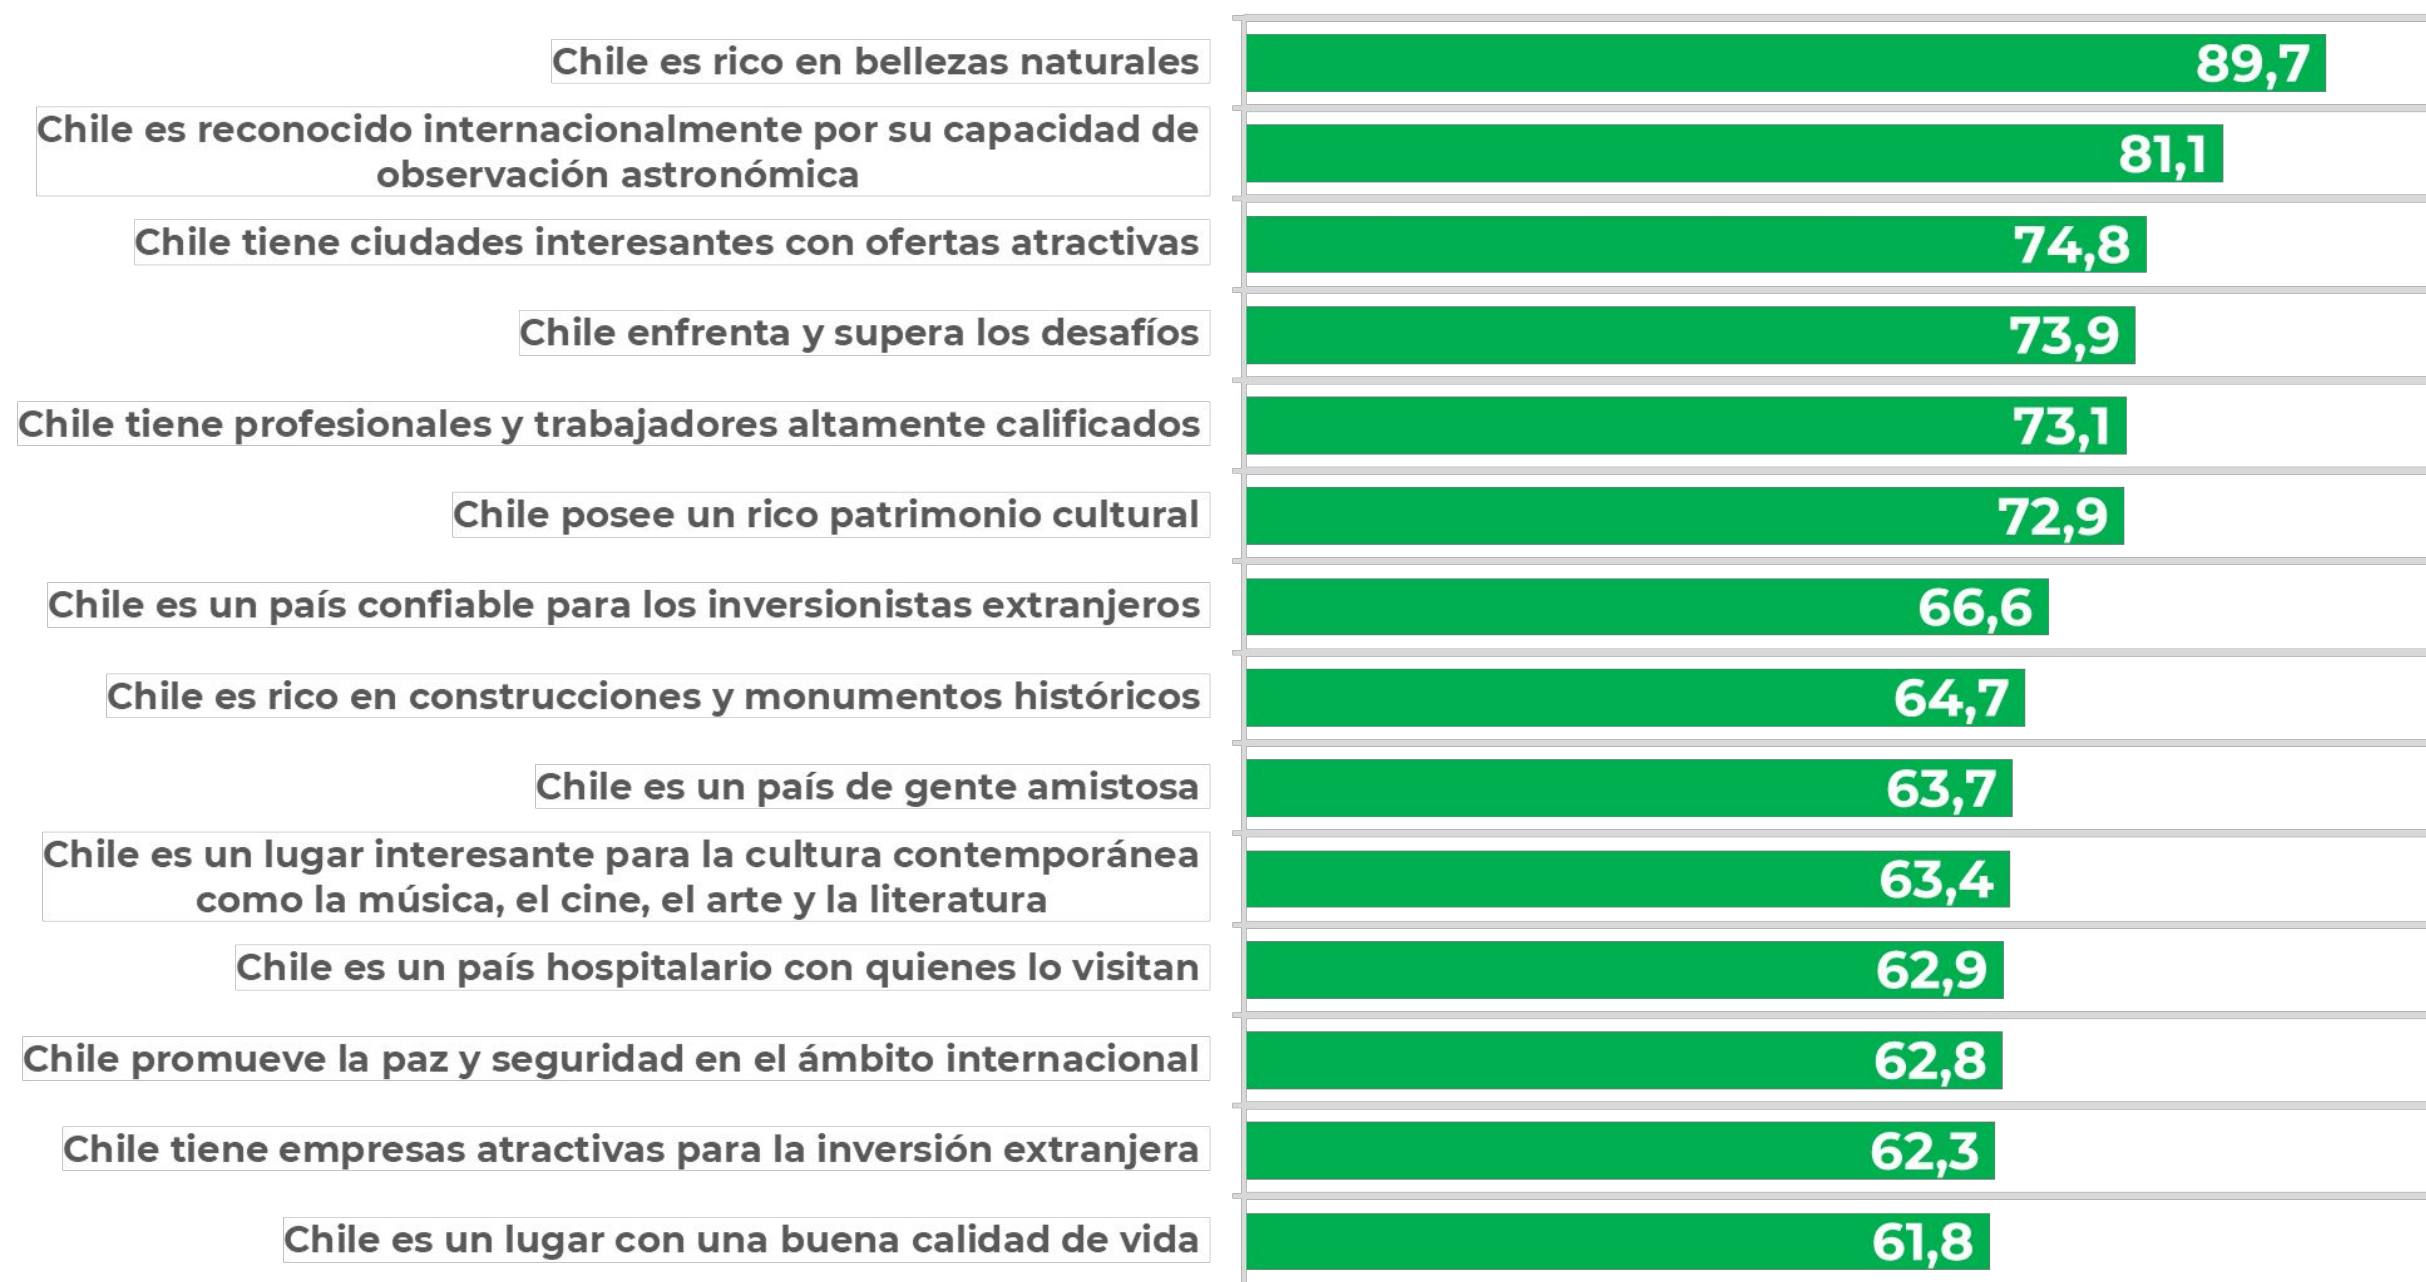 Chile es rico en bellezas naturales
89,7
Chile es reconocido internacionalmente por su capacidad de
observación astronómica
81,1
Chile tiene ciudades interesantes con ofertas atractivas
74,8
Chile enfrenta y supera los desafíos
73,9
Chile tiene profesionales y trabajadores altamente calificados
73,1
Chile posee un rico patrimonio cultural
72,9
Chile es un país confiable para los inversionistas extranjeros
66,6
Chile es rico en construcciones y monumentos históricos
64,7
Chile es un país de gente amistosa
63,7
Chile es un lugar interesante para la cultura contemporánea
como la música, el cine, el arte y la literatura
63,4
Chile es un país hospitalario con quienes lo visitan
62,9
Chile promueve la paz y seguridad en el ámbito internacional
62,8
Chile tiene empresas atractivas para la inversión extranjera
62,3
Chile es un lugar con una buena calidad de vida
61,8